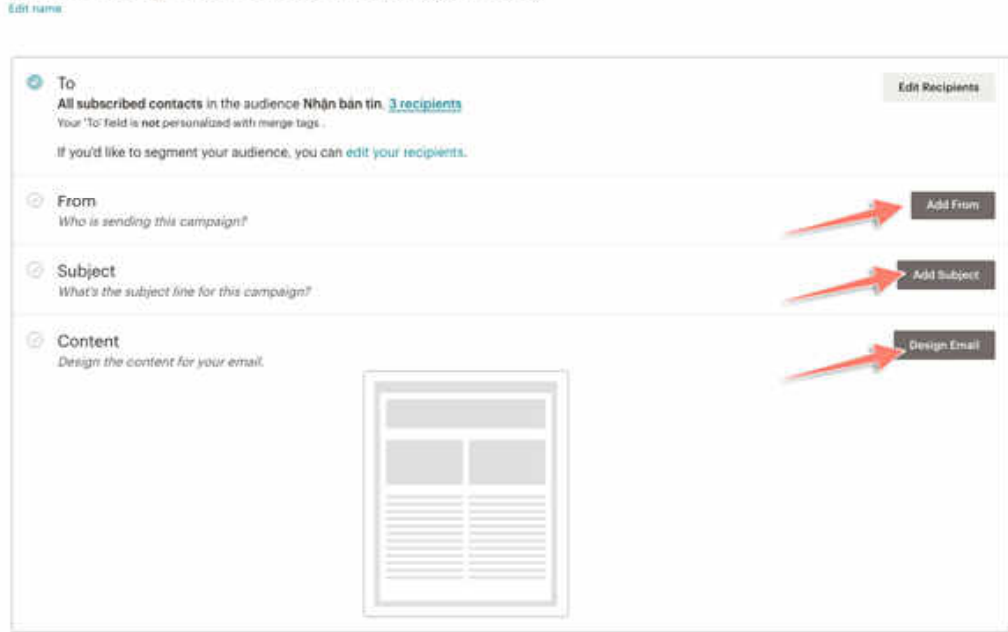 Edit name
To
All subscribed contacts in the audience Nhận bản tin. 3 recipients
Your 'To' field is not personalized with merge tags .
If you'd like to segment your audience, you can edit your recipients.
Edit Recipients
From
Who is sending this campaign?
Add From
Subject
What's the subject line for this campaign?
Add Subject
Content
Design the content for your email.
Design Email